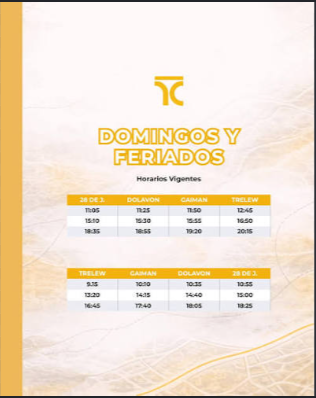 DOMINGOS Y
FERIADOS
Horarios Vigentes
28 DE J. DOLAVON GAIMAN TRELEW
11:05 11:25 11:50 12:45
15:10 15:30 15:55 16:50
18:35 18:55 19:20 20:15
TRELEW GAIMAN DOLAVON 28 DE J.
9.15 10:10 10:35 10:55
13:20 14:15 14:40 15:00
16:45 17:40 18:05 18:25